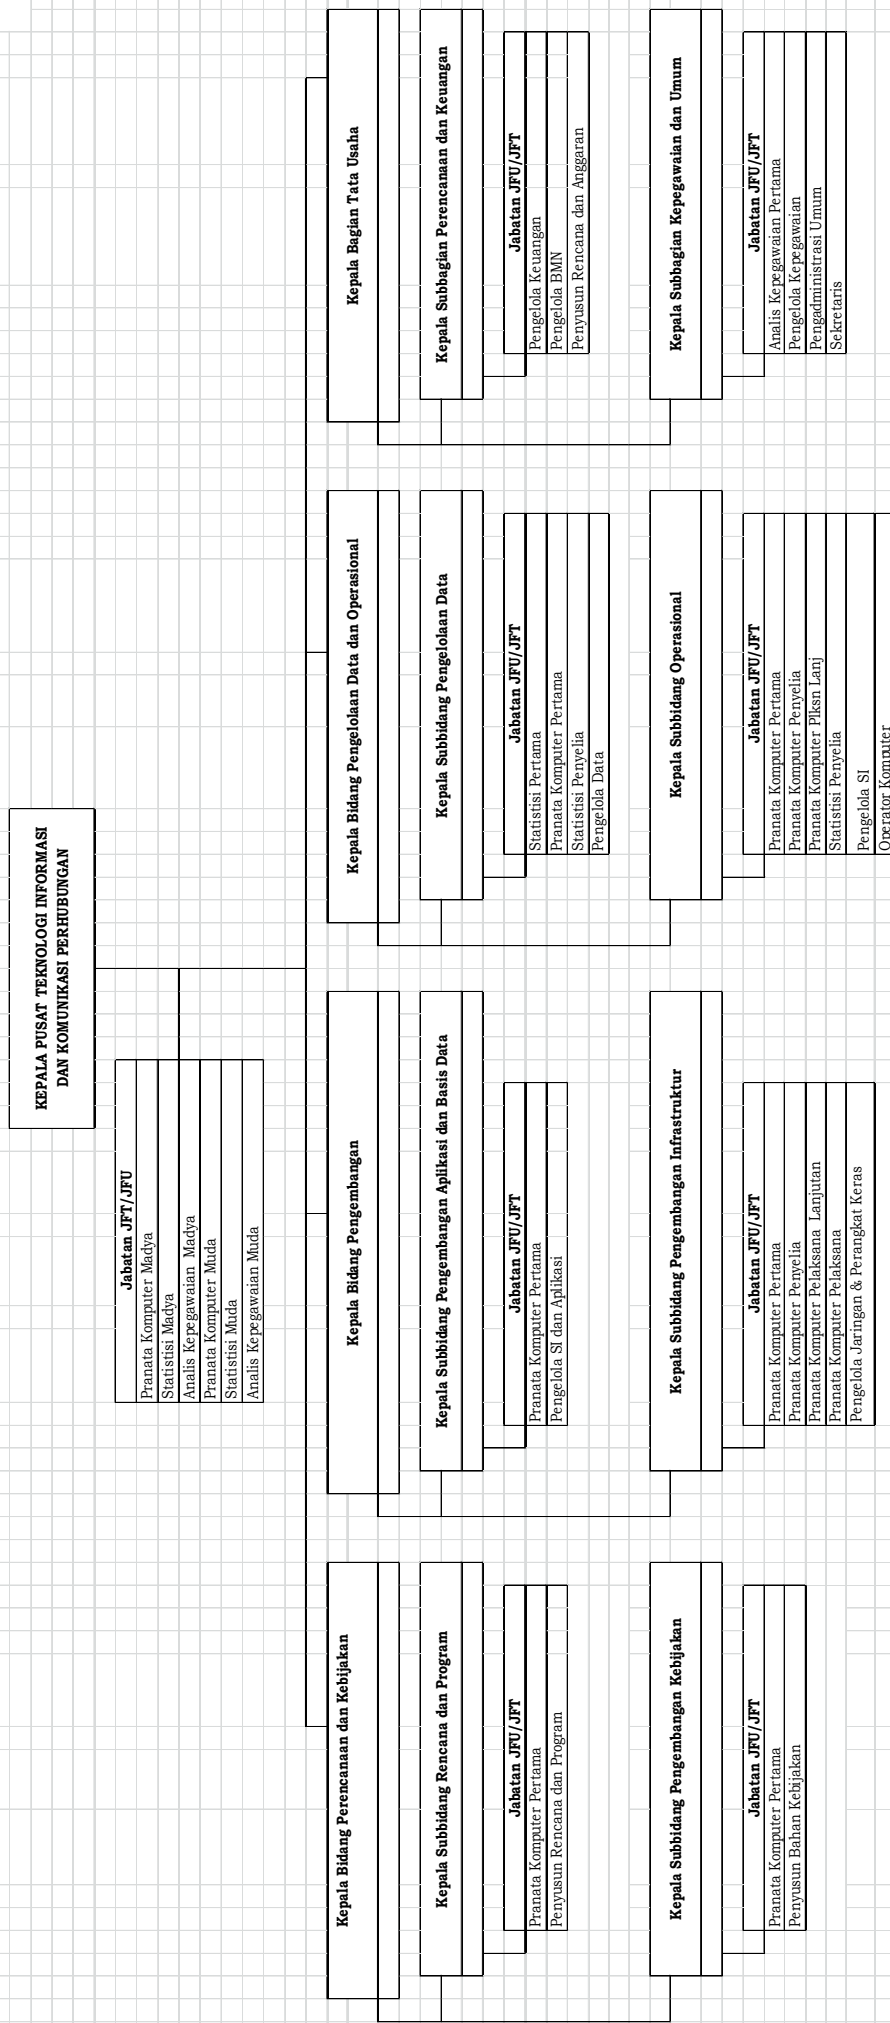 KEPALA PUSAT TEKNOLOGI INFORMASI
DAN KOMUNIKASI PERHUBUNGAN
Jabatan JFT/JFU
Pranata Komputer Madya
Statistisi Madya
Analis Kepegawaian Madya
Pranata Komputer Muda
Statistisi Muda
Analis Kepegawaian Muda
Kepala Bidang Perencanaan dan Kebijakan
Kepala Subbidang Rencana dan Program
Jabatan JFU/JFT
Pranata Komputer Pertama
Penyusun Rencana dan Program
Kepala Subbidang Pengembangan Kebijakan
Jabatan JFU/JFT
Pranata Komputer Pertama
Penyusun Bahan Kebijakan
Kepala Bidang Pengembangan
Kepala Subbidang Pengembangan Aplikasi dan Basis Data
Jabatan JFU/JFT
Pranata Komputer Pertama
Pengelola SI dan Aplikasi
Kepala Subbidang Pengembangan Infrastruktur
Jabatan JFU/JFT
Pranata Komputer Pertama
Pranata Komputer Penyelia
Pranata Komputer Pelaksana Lanjutan
Pranata Komputer Pelaksana
Pengelola Jaringan & Perangkat Keras
Kepala Bidang Pengelolaan Data dan Operasional
Kepala Subbidang Pengelolaan Data
Jabatan JFU/JFT
Statistisi Pertama
Pranata Komputer Pertama
Statistisi Penyelia
Pengelola Data
Kepala Subbidang Operasional
Jabatan JFU/JFT
Pranata Komputer Pertama
Pranata Komputer Penyelia
Pranata Komputer Plksn Lanj
Statistisi Penyelia
Pengelola SI
Operator Komputer
Kepala Bagian Tata Usaha
Kepala Subbagian Perencanaan dan Keuangan
Jabatan JFU/JFT
Pengelola Keuangan
Pengelola BMN
Penyusun Rencana dan Anggaran
Kepala Subbagian Kepegawaian dan Umum
Jabatan JFU/JFT
Analis Kepegawaian Pertama
Pengelola Kepegawaian
Pengadministrasi Umum
Sekretaris